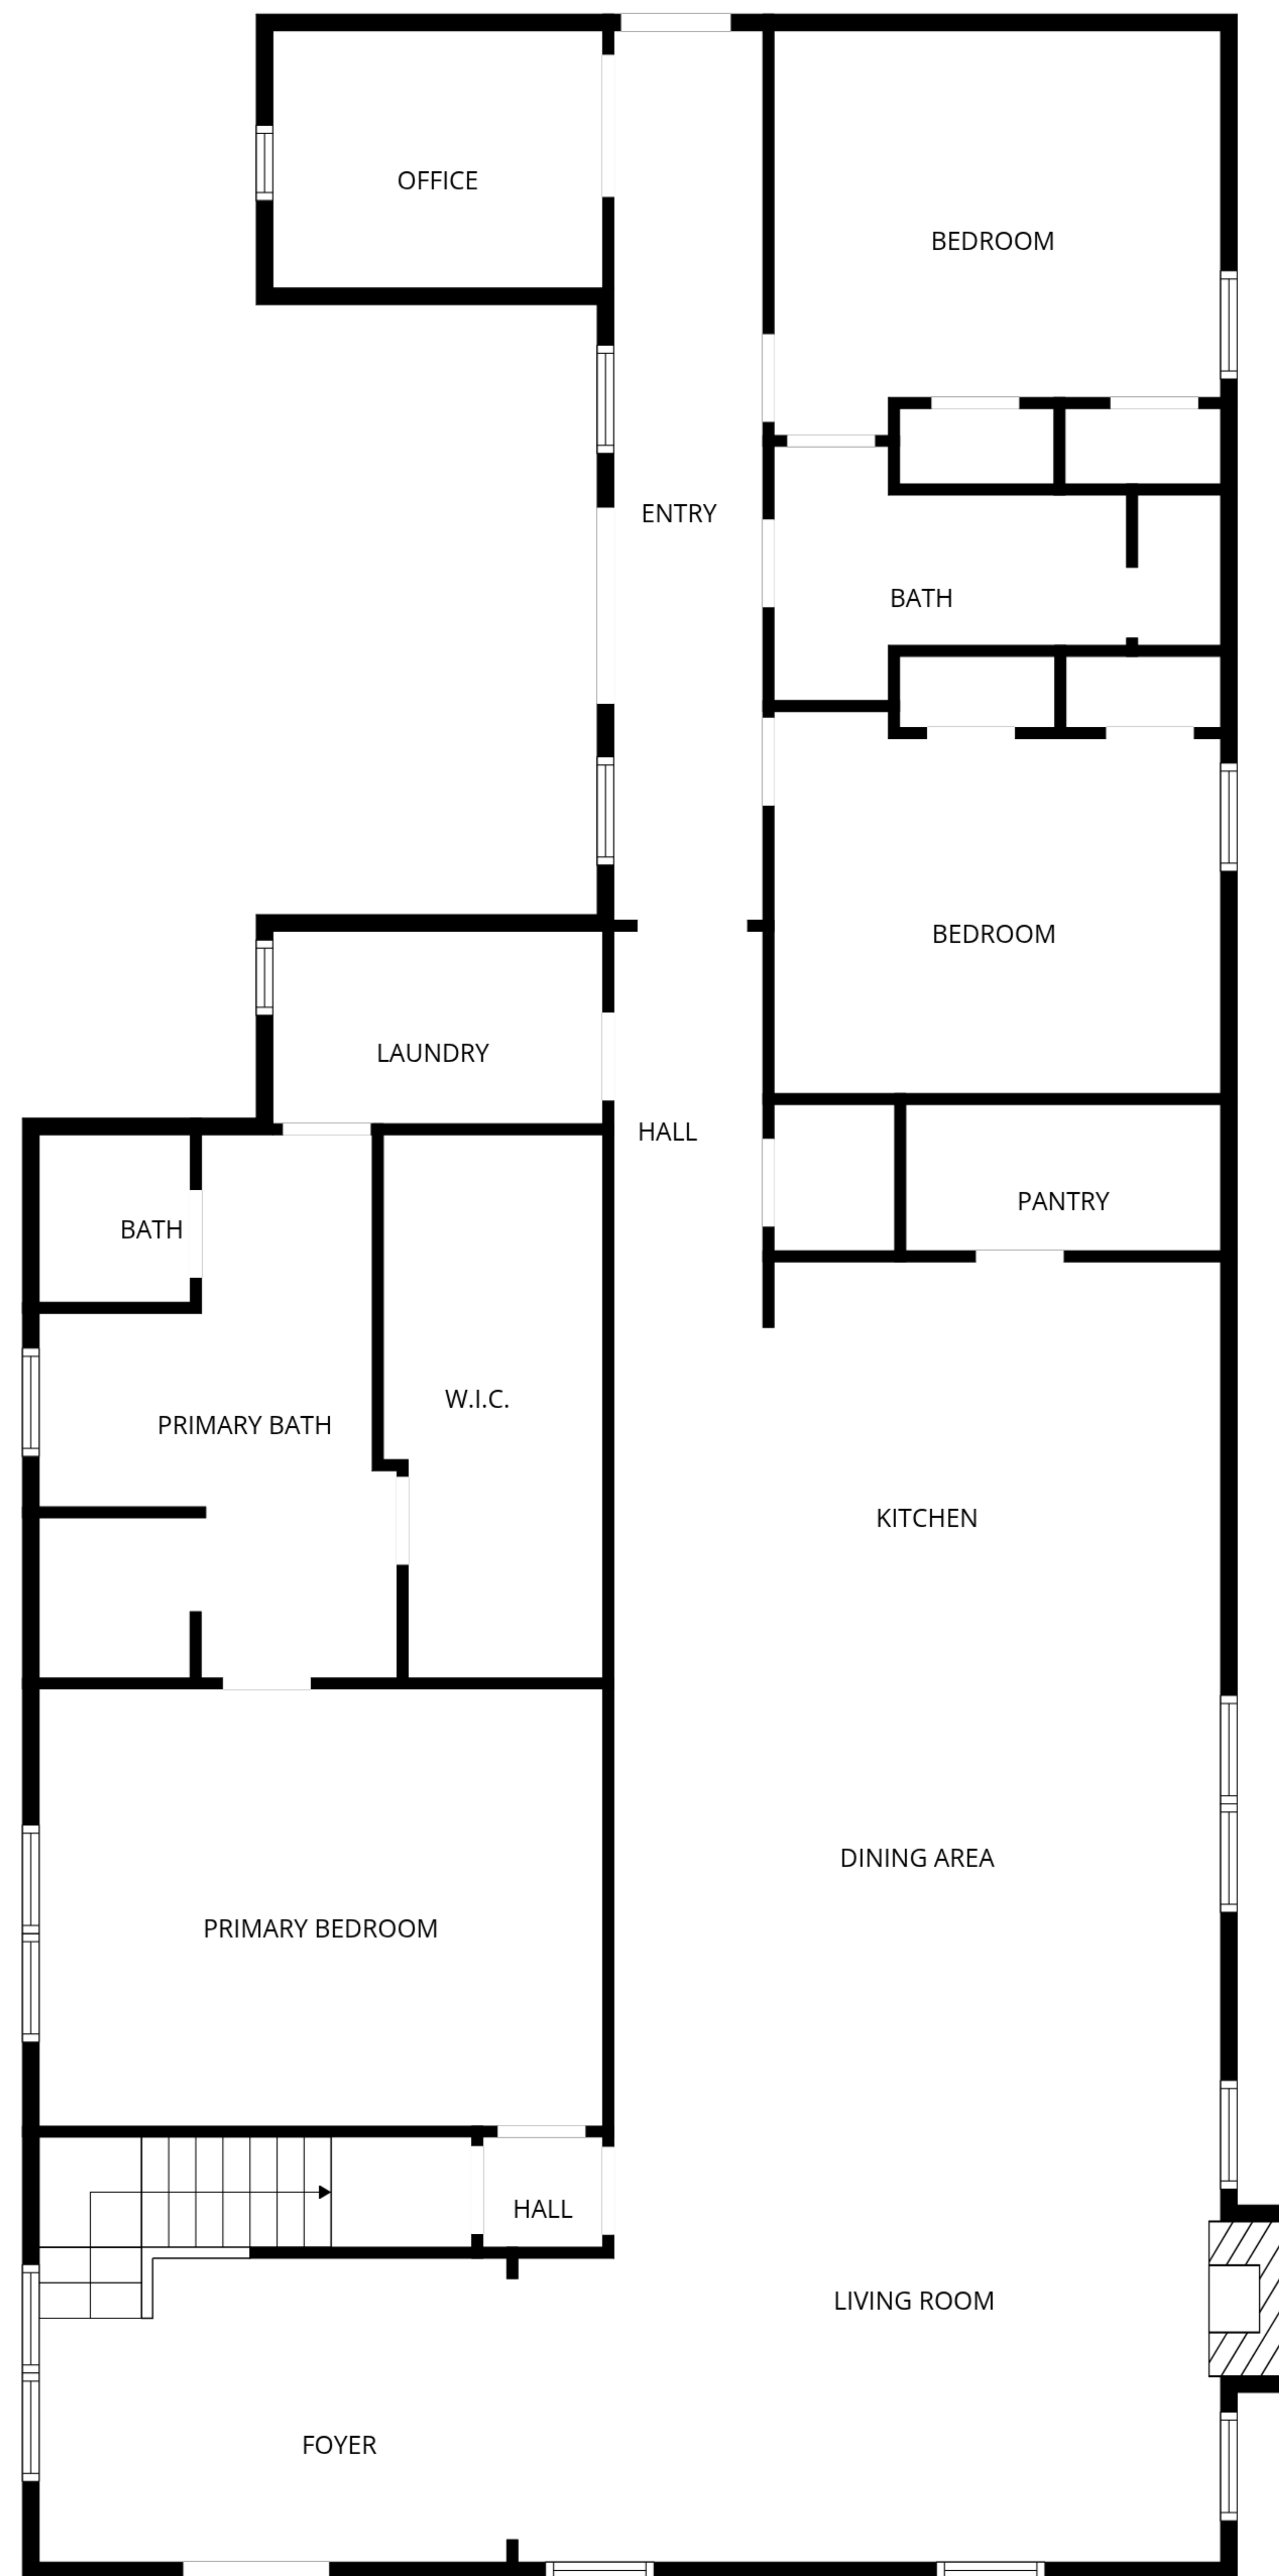 OFFICE
BEDROOM
ENTRY
BATH
BEDROOM
LAUNDRY
HALL
PANTRY
BATH
W.I.C.
PRIMARY BATH
KITCHEN
DINING AREA
PRIMARY BEDROOM
HALL
LIVING ROOM
FOYER